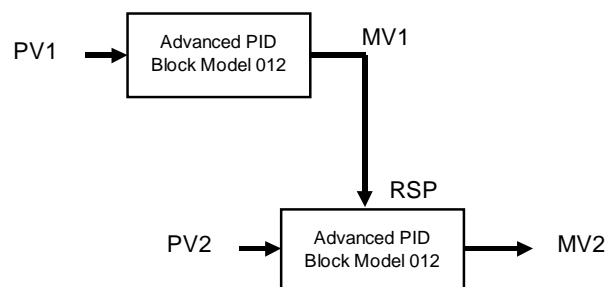 PV1
Advanced PID
Block Model 012
MV1
RSP
PV2
Advanced PID
Block Model 012
MV2